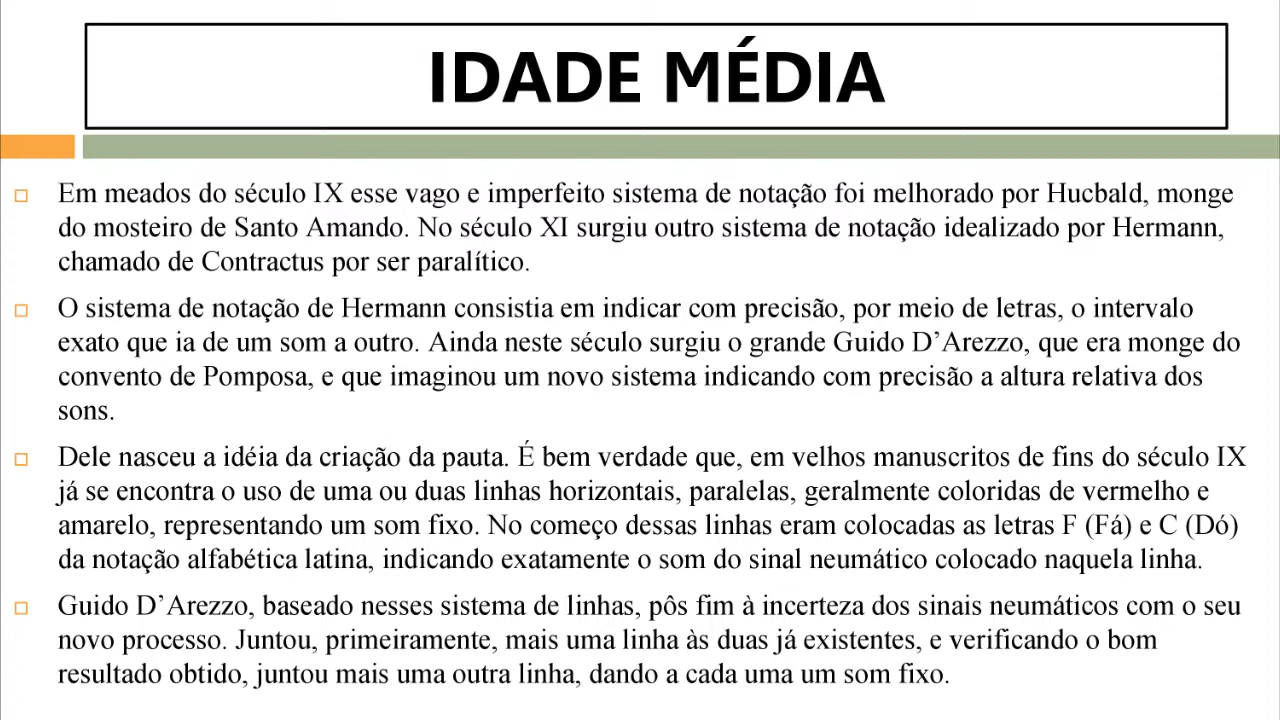 IDADE MÉDIA
Em meados do século IX esse vago e imperfeito sistema de notação foi melhorado por Hucbald, monge
do mosteiro de Santo Amando. No século XI surgiu outro sistema de notação idealizado por Hermann,
chamado de Contractus por ser paralítico.
O sistema de notação de Hermann consistia em indicar com precisão, por meio de letras, o intervalo
exato que ia de um som a outro. Ainda neste século surgiu o grande Guido D’Arezzo, que era monge do
convento de Pomposa, e que imaginou um novo sistema indicando com precisão a altura relativa dos
sons.
Dele nasceu a idéia da criação da pauta. É bem verdade que, em velhos manuscritos de fins do século IX
já se encontra o uso de uma ou duas linhas horizontais, paralelas, geralmente coloridas de vermelho e
amarelo, representando um som fixo. No começo dessas linhas eram colocadas as letras F (Fá) e C (Dó)
da notação alfabética latina, indicando exatamente o som do sinal neumático colocado naquela linha.
Guido D’Arezzo, baseado nesses sistema de linhas, pôs fim à incerteza dos sinais neumáticos com o seu
novo processo. Juntou, primeiramente, mais uma linha às duas já existentes, e verificando o bom
resultado obtido, juntou mais uma outra linha, dando a cada uma um som fixo.